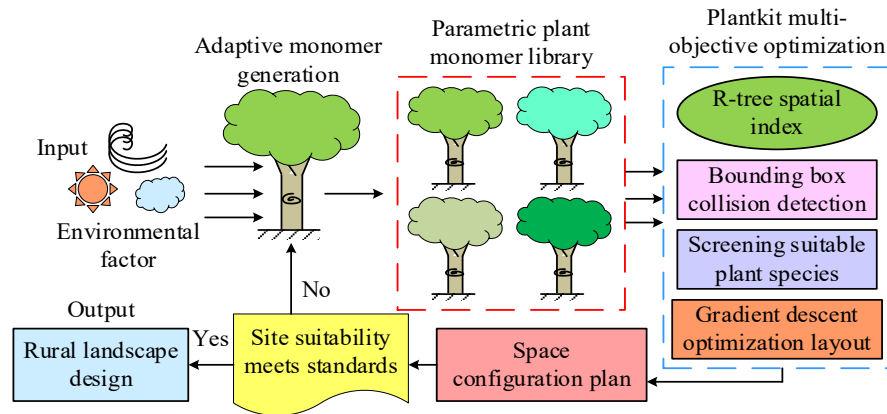 Input
Environmental
factor
Adaptive monomer
generation
Parametric plant
monomer library
Plantkit multi-
objective optimization
R-tree spatial
index
Bounding box
collision detection
Screening suitable
plant species
Gradient descent
optimization layout
Space
configuration plan
Site suitability
meets standards
No
Yes
Output
Rural landscape
design